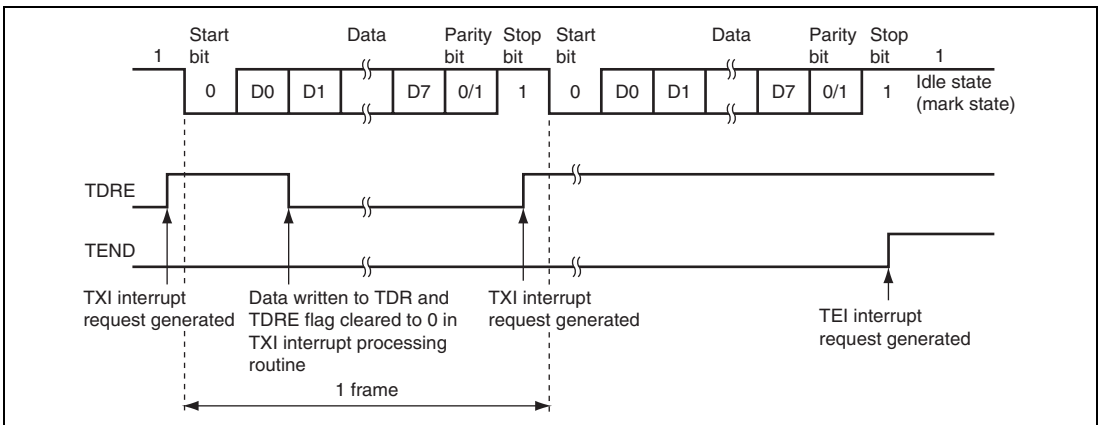 Start bit
Data
Parity bit
Stop bit
Start bit
Data
Parity bit
Stop bit
1
1
Idle state
(mark state)
0
D0
D1
D7
0/1
1
0
D0
D1
D7
0/1
1
TDRE
TEND
TXI interrupt
request generated
Data written to TDR and
TDRE flag cleared to 0 in
TXI interrupt processing
routine
TXI interrupt
request generated
TEI interrupt
request generated
1 frame